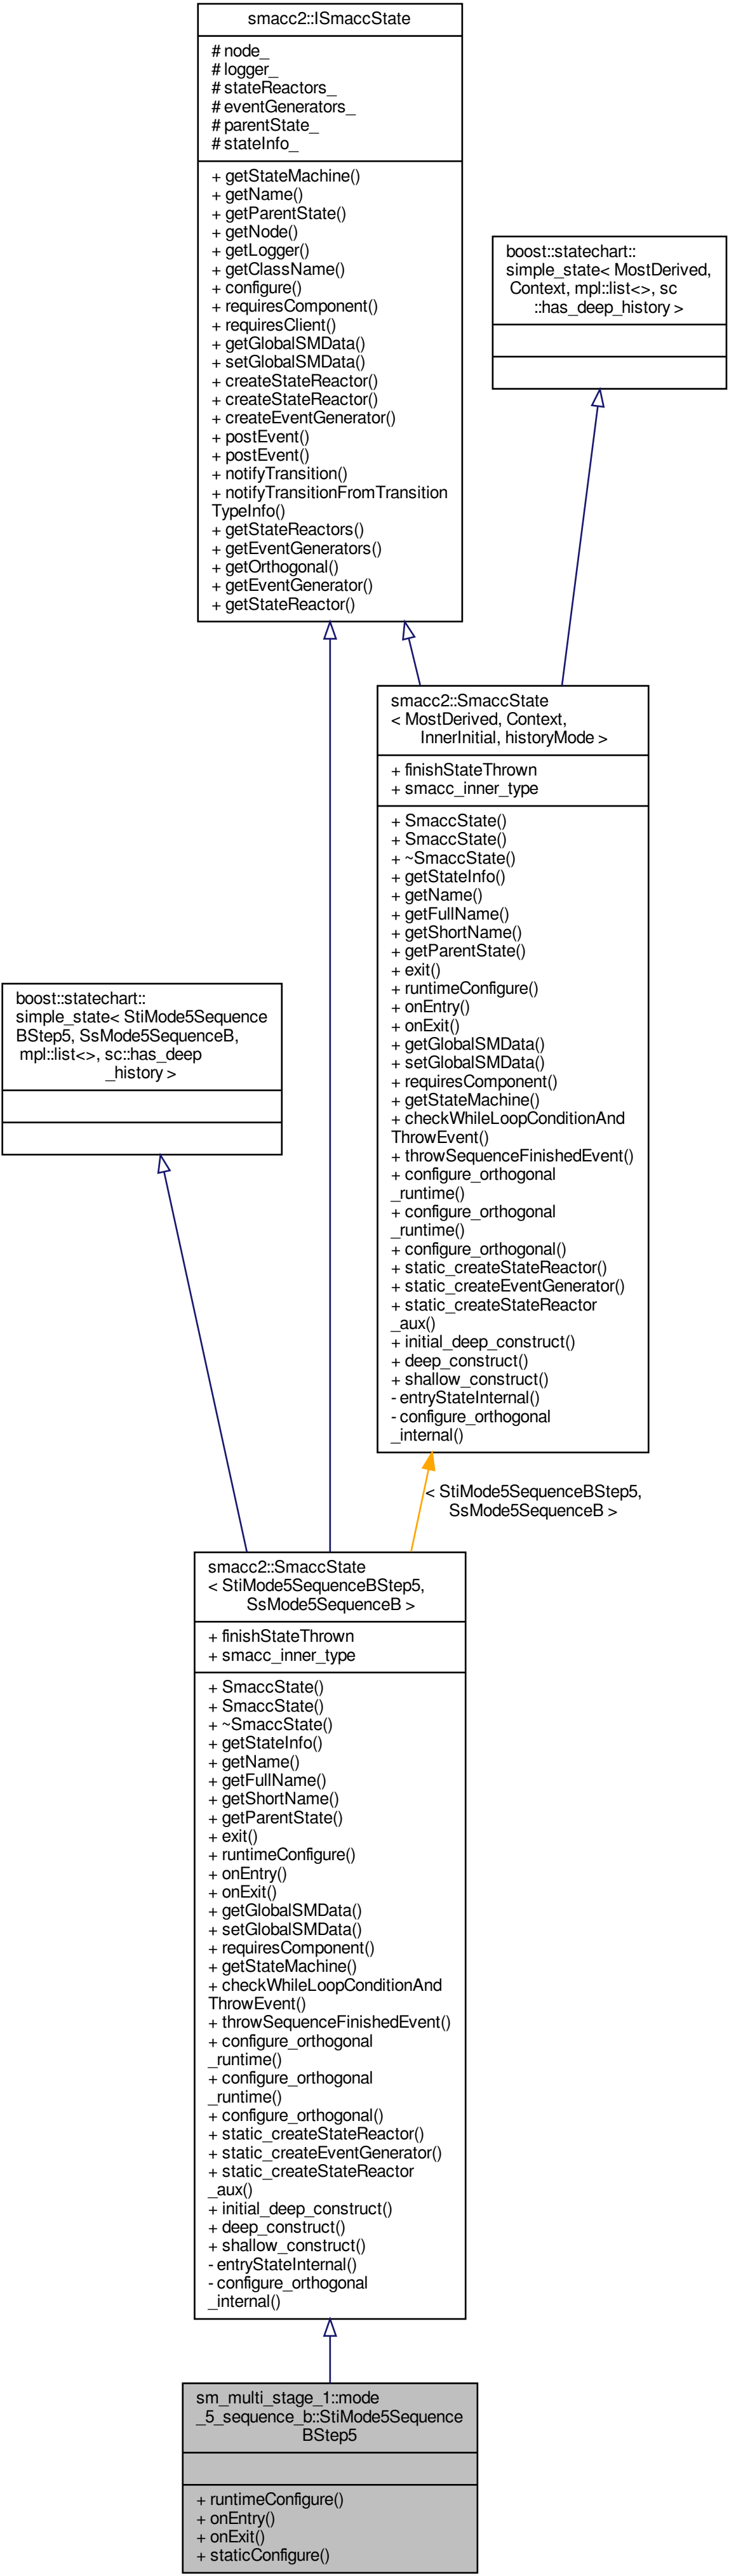 smacc2::ISmaccState
# node_
# logger_
# stateReactors_
# eventGenerators_
# parentState_
# stateInfo_
+ getStateMachine()
+ getName()
+ getParentState()
+ getNode()
+ getLogger()
+ getClassName()
+ configure()
+ requiresComponent()
+ requiresClient()
+ getGlobalSMData()
+ setGlobalSMData()
+ createStateReactor()
+ createStateReactor()
+ createEventGenerator()
+ postEvent()
+ postEvent()
+ notifyTransition()
+ notifyTransitionFromTransition
TypeInfo()
+ getStateReactors()
+ getEventGenerators()
+ getOrthogonal()
+ getEventGenerator()
+ getStateReactor()
boost::statechart::
simple_state< MostDerived,
Context, mpl::list<>, sc
::has_deep_history >
smacc2::SmaccState
< MostDerived, Context,
InnerInitial, historyMode >
+ finishStateThrown
+ smacc_inner_type
+ SmaccState()
+ SmaccState()
+ ~SmaccState()
+ getStateInfo()
+ getName()
+ getFullName()
+ getShortName()
+ getParentState()
+ exit()
+ runtimeConfigure()
+ onEntry()
+ onExit()
+ getGlobalSMData()
+ setGlobalSMData()
+ requiresComponent()
+ getStateMachine()
+ checkWhileLoopConditionAnd
ThrowEvent()
+ throwSequenceFinishedEvent()
+ configure_orthogonal
_runtime()
+ configure_orthogonal
_runtime()
+ configure_orthogonal()
+ static_createStateReactor()
+ static_createEventGenerator()
+ static_createStateReactor
_aux()
+ initial_deep_construct()
+ deep_construct()
+ shallow_construct()
- entryStateInternal()
- configure_orthogonal
_internal()
boost::statechart::
simple_state< StiMode5Sequence
BStep5, SsMode5SequenceB,
mpl::list<>, sc::has_deep
_history >
< StiMode5SequenceBStep5,
SsMode5SequenceB >
smacc2::SmaccState
< StiMode5SequenceBStep5,
SsMode5SequenceB >
+ finishStateThrown
+ smacc_inner_type
+ SmaccState()
+ SmaccState()
+ ~SmaccState()
+ getStateInfo()
+ getName()
+ getFullName()
+ getShortName()
+ getParentState()
+ exit()
+ runtimeConfigure()
+ onEntry()
+ onExit()
+ getGlobalSMData()
+ setGlobalSMData()
+ requiresComponent()
+ getStateMachine()
+ checkWhileLoopConditionAnd
ThrowEvent()
+ throwSequenceFinishedEvent()
+ configure_orthogonal
_runtime()
+ configure_orthogonal
_runtime()
+ configure_orthogonal()
+ static_createStateReactor()
+ static_createEventGenerator()
+ static_createStateReactor
_aux()
+ initial_deep_construct()
+ deep_construct()
+ shallow_construct()
- entryStateInternal()
- configure_orthogonal
_internal()
sm_multi_stage_1::mode
_5_sequence_b::StiMode5Sequence
BStep5
+ runtimeConfigure()
+ onEntry()
+ onExit()
+ staticConfigure()